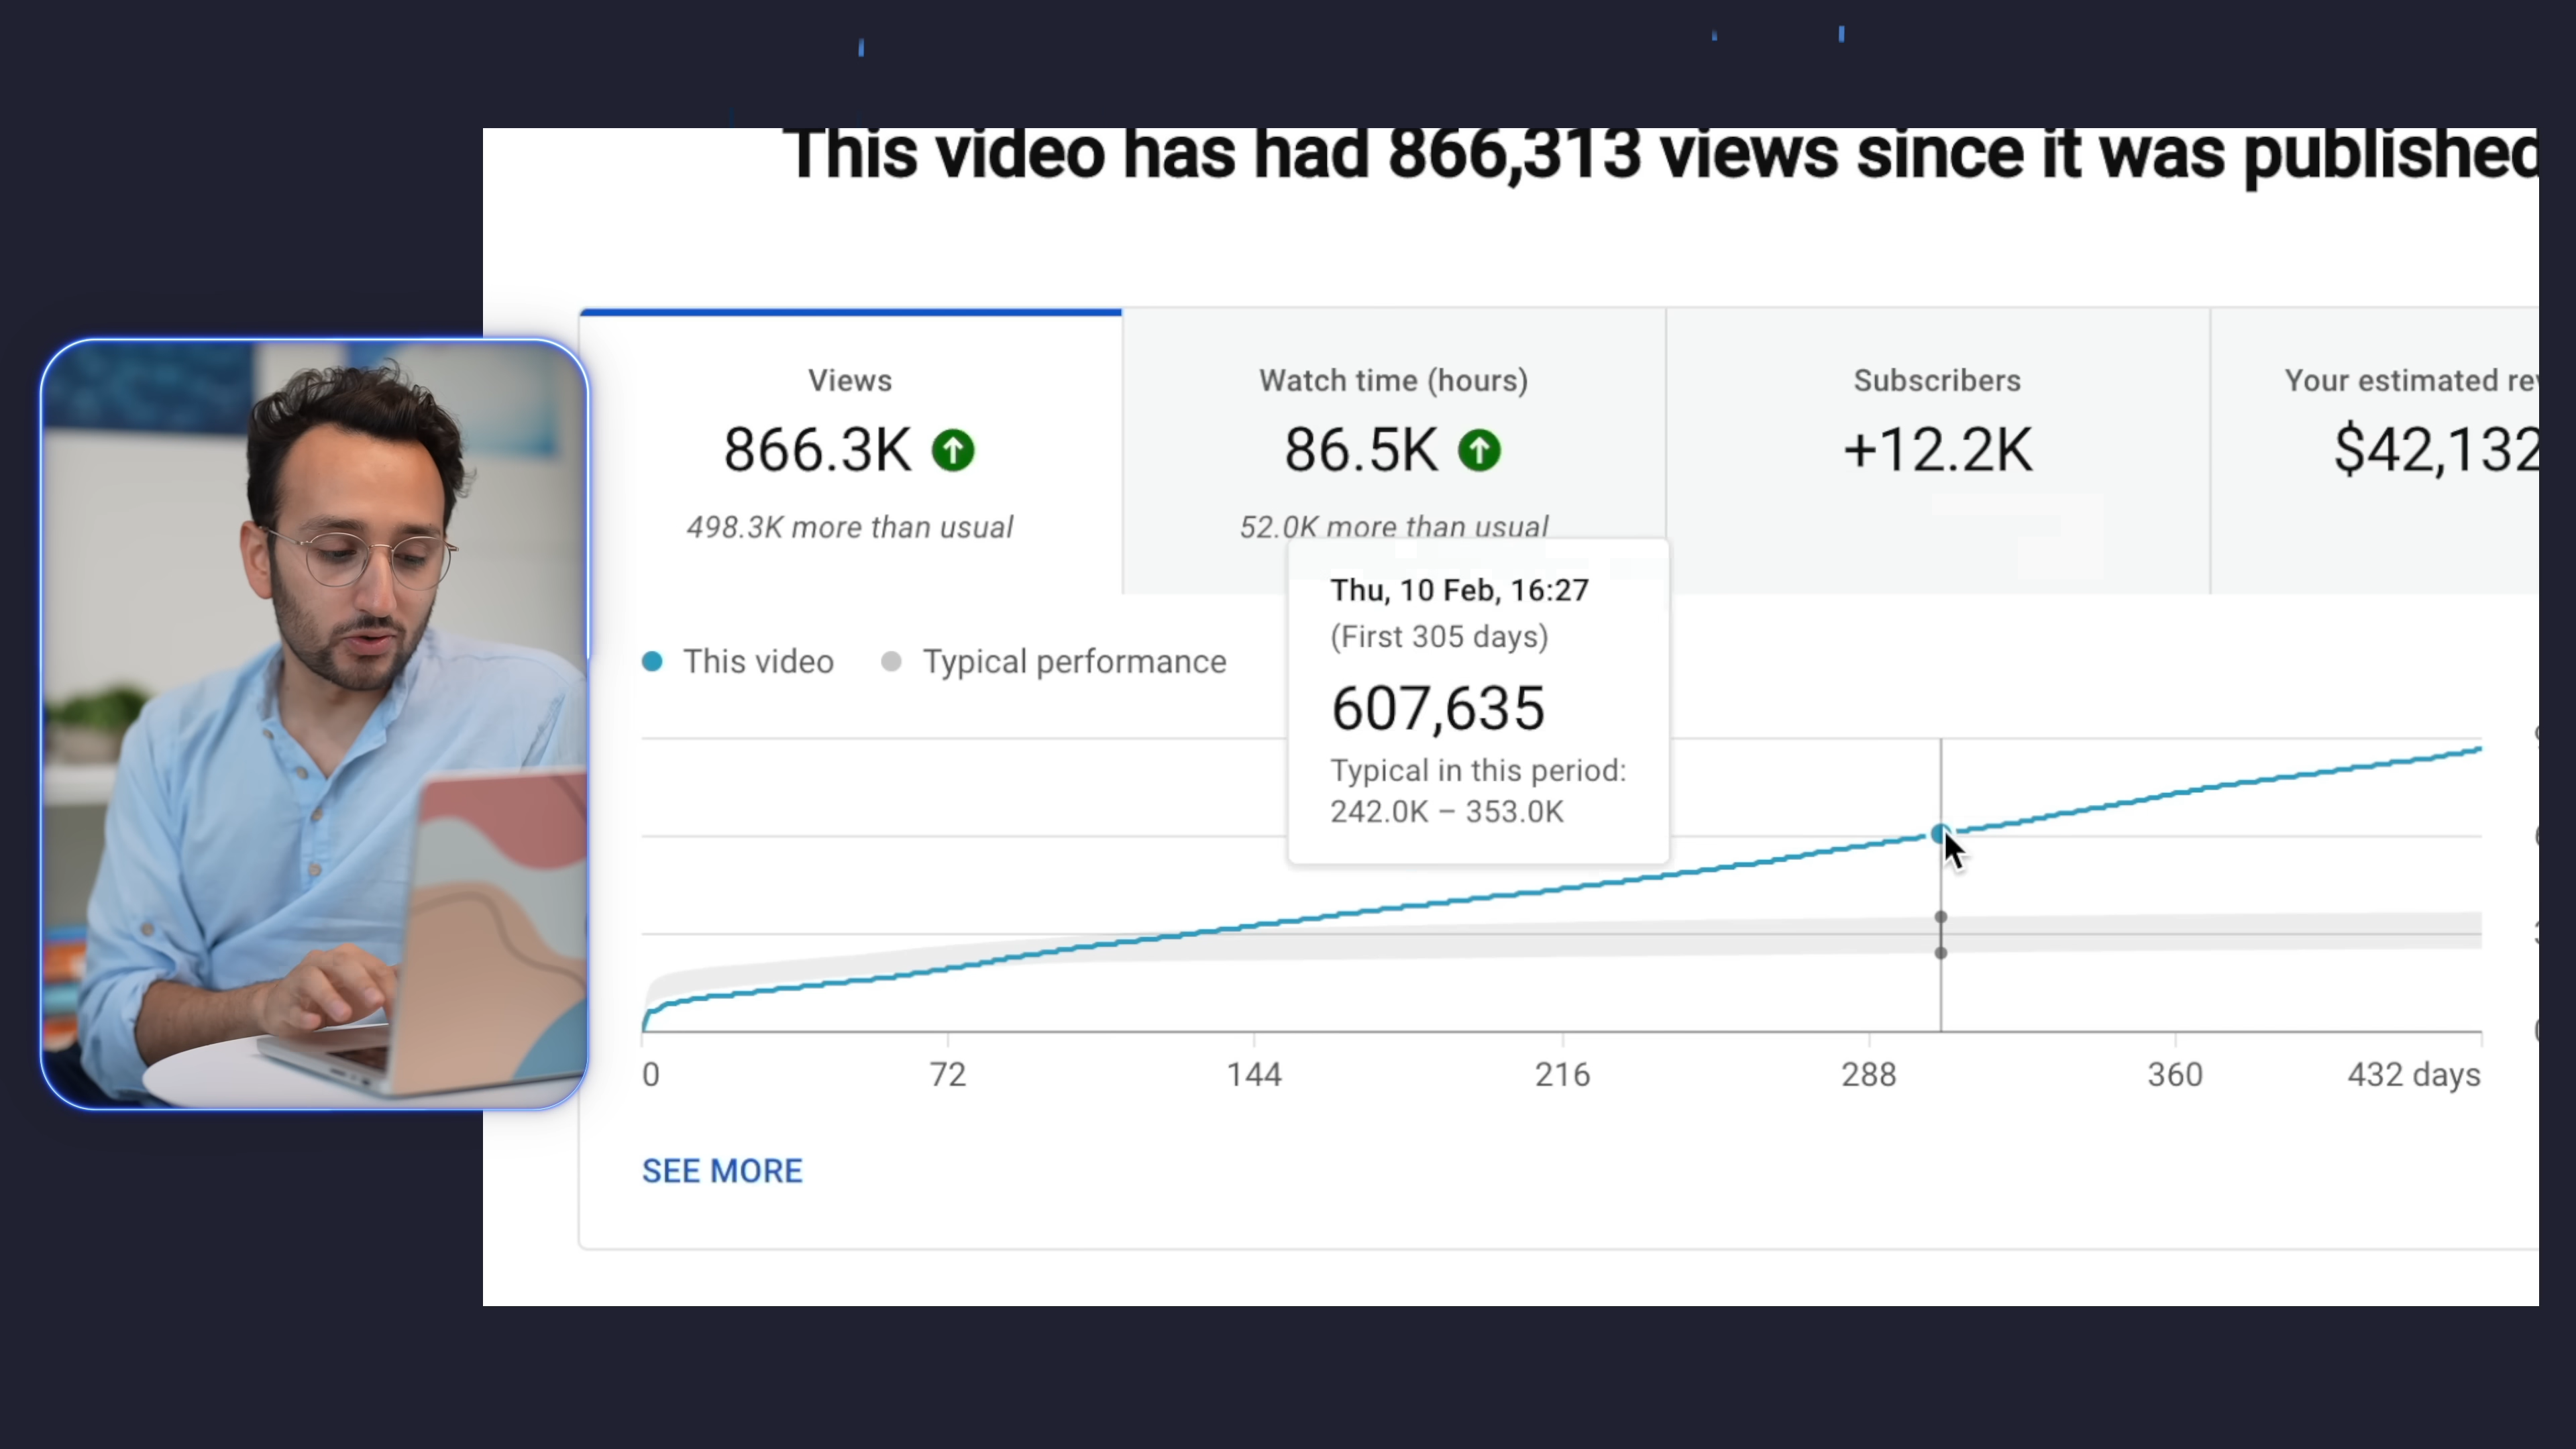 This video has had 866,313 views since it was published
Views
866.3K
498.3K more than usual
Watch time (hours)
86.5K
52.0K more than usual
Subscribers
+12.2K
Your estimated re
$42,132
This video
Typical performance
Thu, 10 Feb, 16:27
(First 305 days)
607,635
Typical in this period:
242.0K – 353.0K
0
72
144
216
288
360
432 days
SEE MORE